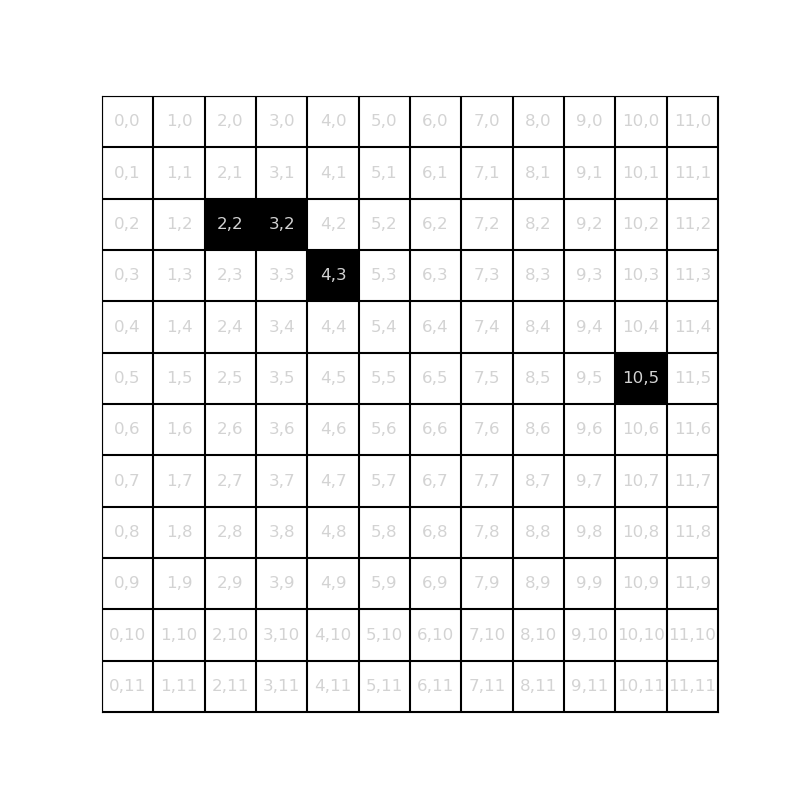 0,0 1,0 2,0 3,0 4,0 5,0 6,0 7,0 8,0 9,0 10,0 11,0
0,1 1,1 2,1 3,1 4,1 5,1 6,1 7,1 8,1 9,1 10,1 11,1
0,2 1,2 2,2 3,2 4,2 5,2 6,2 7,2 8,2 9,2 10,2 11,2
0,3 1,3 2,3 3,3 4,3 5,3 6,3 7,3 8,3 9,3 10,3 11,3
0,4 1,4 2,4 3,4 4,4 5,4 6,4 7,4 8,4 9,4 10,4 11,4
0,5 1,5 2,5 3,5 4,5 5,5 6,5 7,5 8,5 9,5 10,5 11,5
0,6 1,6 2,6 3,6 4,6 5,6 6,6 7,6 8,6 9,6 10,6 11,6
0,7 1,7 2,7 3,7 4,7 5,7 6,7 7,7 8,7 9,7 10,7 11,7
0,8 1,8 2,8 3,8 4,8 5,8 6,8 7,8 8,8 9,8 10,8 11,8
0,9 1,9 2,9 3,9 4,9 5,9 6,9 7,9 8,9 9,9 10,9 11,9
0,10 1,10 2,10 3,10 4,10 5,10 6,10 7,10 8,10 9,10 10,10 11,10
0,11 1,11 2,11 3,11 4,11 5,11 6,11 7,11 8,11 9,11 10,11 11,11